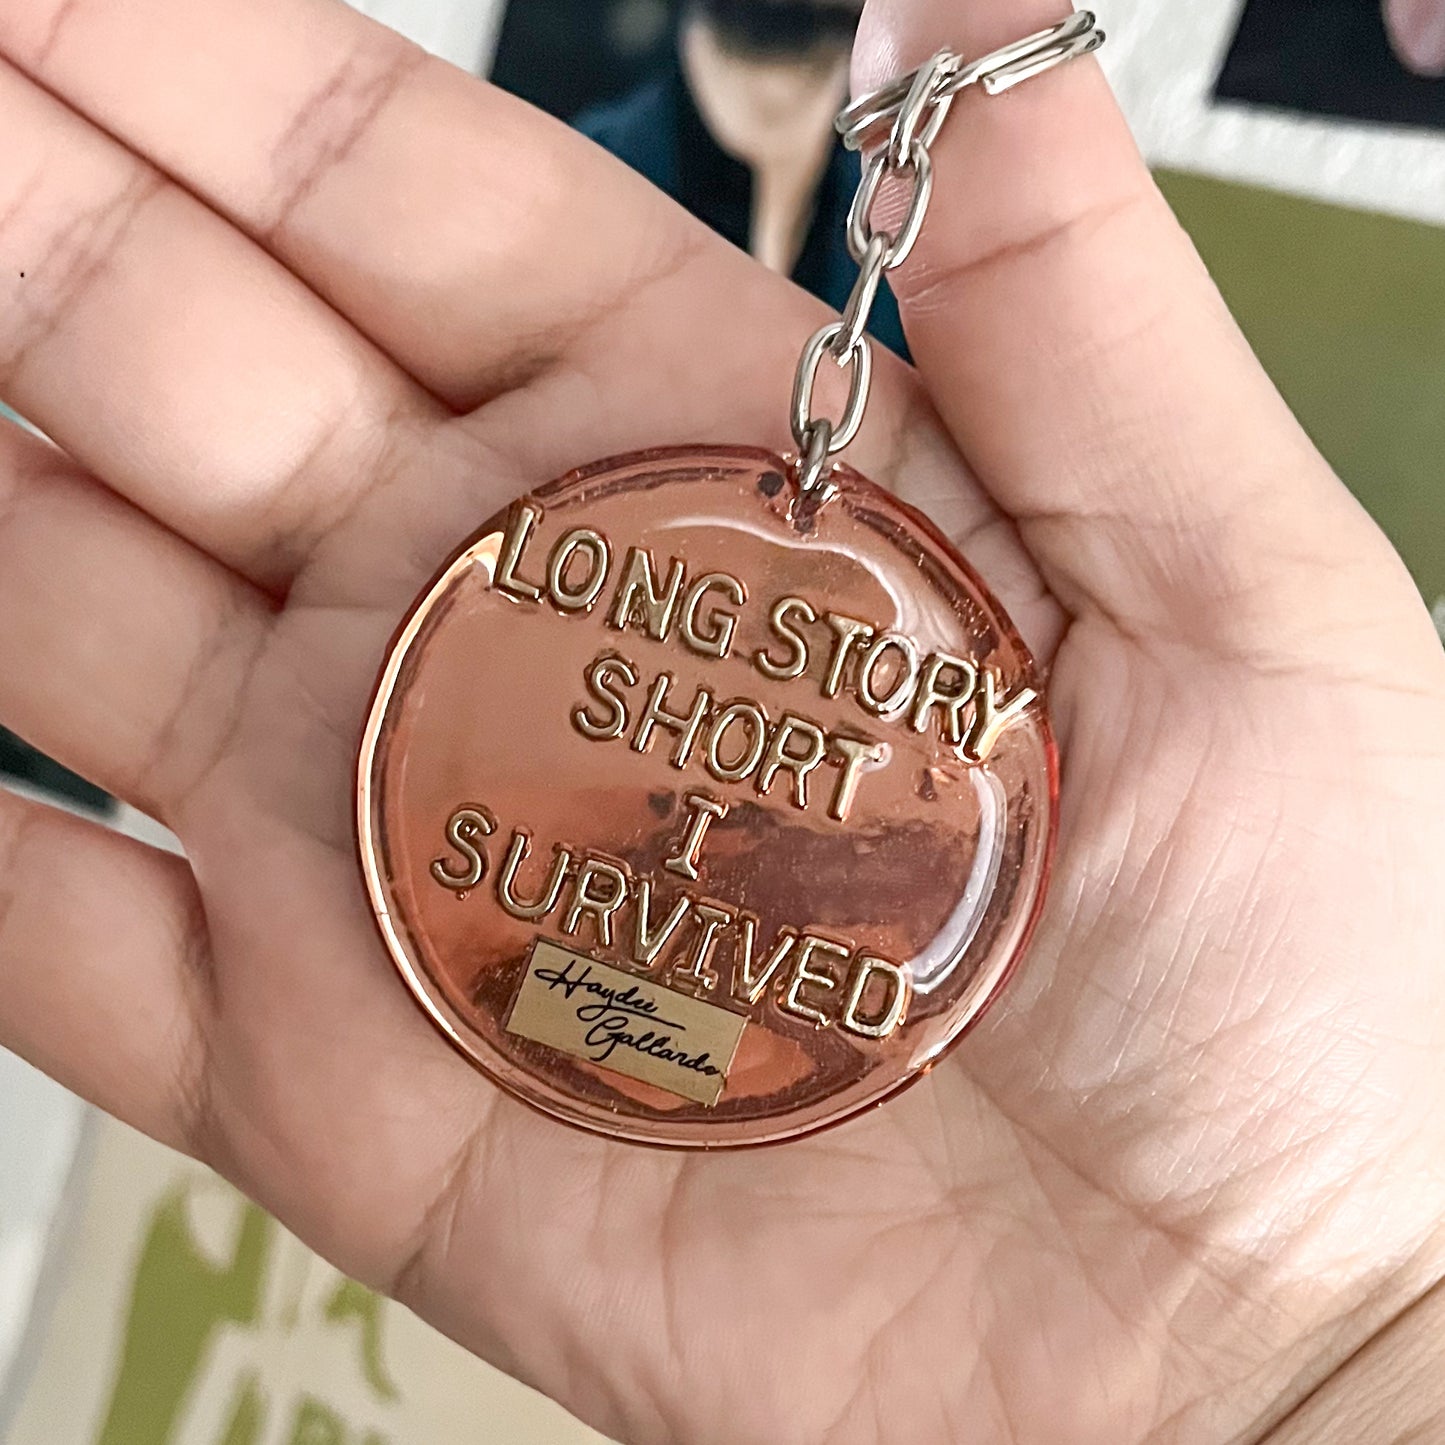 LONG STORY
SHORT
I
SURVIVED
Haydee
Gallardo